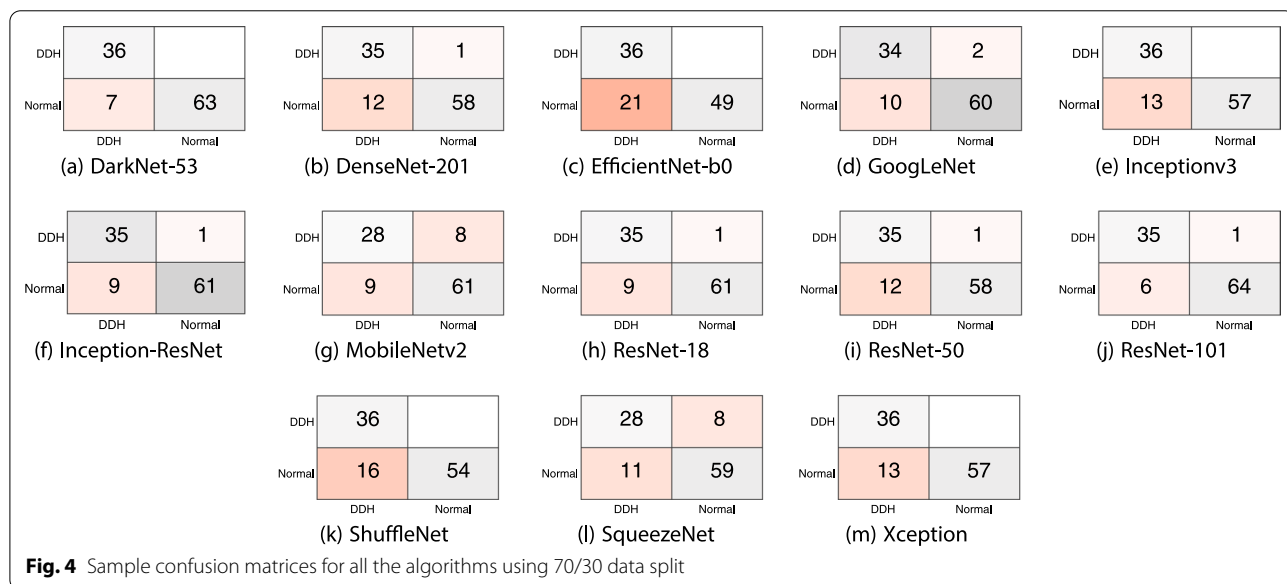 DDH 36
Normal 7 63
DDH Normal
(a) DarkNet-53
DDH 35 1
Normal 12 58
DDH Normal
(b) DenseNet-201
DDH 36
Normal 21 49
DDH Normal
(c) EfficientNet-b0
DDH 34 2
Normal 10 60
DDH Normal
(d) GoogLeNet
DDH 36
Normal 13 57
DDH Normal
(e) Inceptionv3
DDH 35 1
Normal 9 61
DDH Normal
(f) Inception-ResNet
DDH 28 8
Normal 9 61
DDH Normal
(g) MobileNetv2
DDH 35 1
Normal 9 61
DDH Normal
(h) ResNet-18
DDH 35 1
Normal 12 58
DDH Normal
(i) ResNet-50
DDH 35 1
Normal 6 64
DDH Normal
(j) ResNet-101
DDH 36
Normal 16 54
DDH Normal
(k) ShuffleNet
DDH 28 8
Normal 11 59
DDH Normal
(l) SqueezeNet
DDH 36
Normal 13 57
DDH Normal
(m) Xception
Fig. 4 Sample confusion matrices for all the algorithms using 70/30 data split